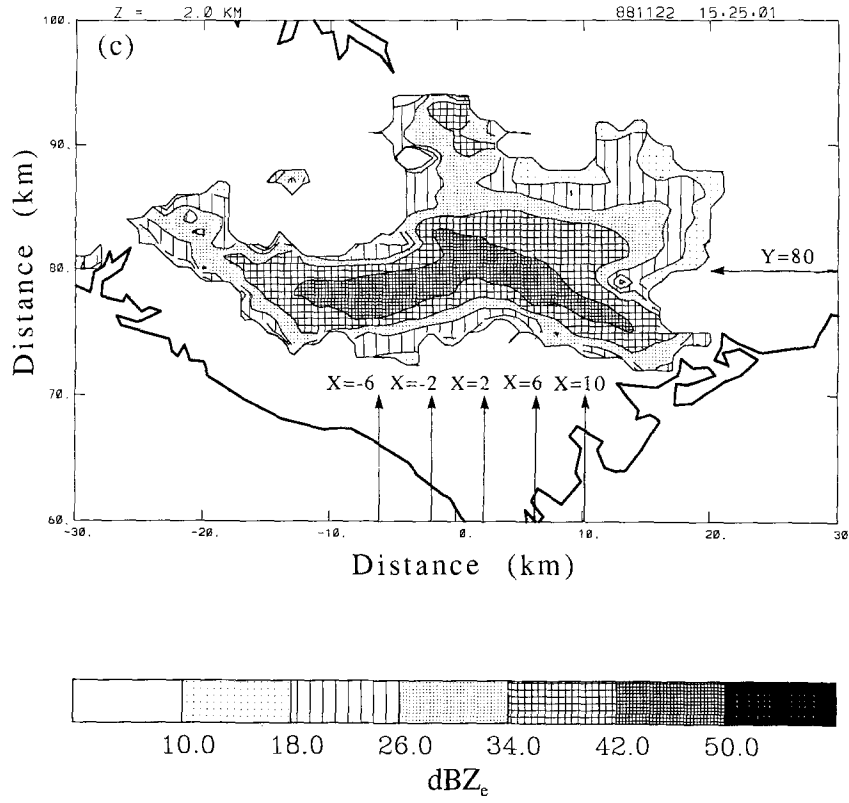 Z = 2.0 KM 881122 15:25:01
(c)
100.
90.
80.
70.
60.
Distance (km)
Y=80
X=-6 X=-2 X=2 X=6 X=10
-30. -20. -10. 0. 10. 20. 30
Distance (km)
10.0 18.0 26.0 34.0 42.0 50.0
dBZe